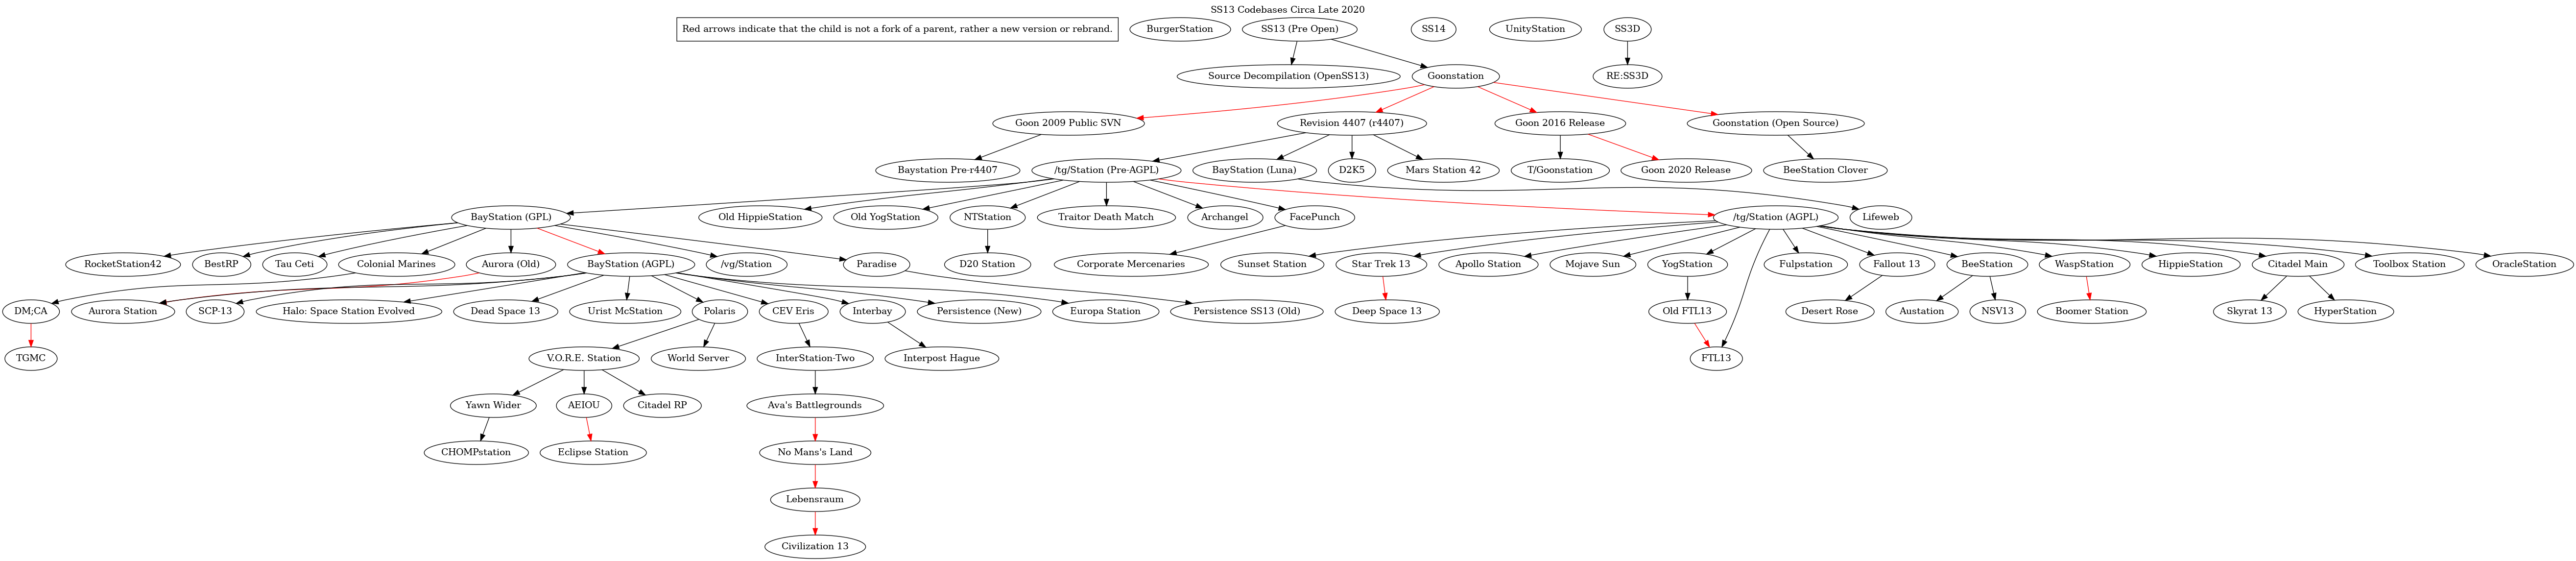 SS13 Codebases Circa Late 2020
Red arrows indicate that the child is not a fork of a parent, rather a new version or rebrand.
BurgerStation
SS13 (Pre Open)
SS14
UnityStation
SS3D
Source Decompilation (OpenSS13)
Goonstation
RE:SS3D
Goon 2009 Public SVN
Revision 4407 (r4407)
Goon 2016 Release
Goonstation (Open Source)
Baystation Pre-r4407
/tg/Station (Pre-AGPL)
BayStation (Luna)
D2K5
Mars Station 42
T/Goonstation
Goon 2020 Release
BeeStation Clover
BayStation (GPL)
Old HippieStation
Old YogStation
NTStation
Traitor Death Match
Archangel
FacePunch
/tg/Station (AGPL)
Lifeweb
RocketStation42
BestRP
Tau Ceti
Colonial Marines
Aurora (Old)
BayStation (AGPL)
/vg/Station
Paradise
D20 Station
Corporate Mercenaries
Sunset Station
Star Trek 13
Apollo Station
Mojave Sun
YogStation
Fulpstation
Fallout 13
BeeStation
WaspStation
HippieStation
Citadel Main
Toolbox Station
OracleStation
DM;CA
Aurora Station
SCP-13
Halo: Space Station Evolved
Dead Space 13
Urist McStation
Polaris
CEV Eris
Interbay
Persistence (New)
Europa Station
Persistence SS13 (Old)
Deep Space 13
Old FTL13
Desert Rose
Austation
NSV13
Boomer Station
Skyrat 13
HyperStation
TGMC
V.O.R.E. Station
World Server
InterStation-Two
Interpost Hague
FTL13
Yawn Wider
AEIOU
Citadel RP
Ava's Battlegrounds
CHOMPstation
Eclipse Station
No Mans's Land
Lebensraum
Civilization 13